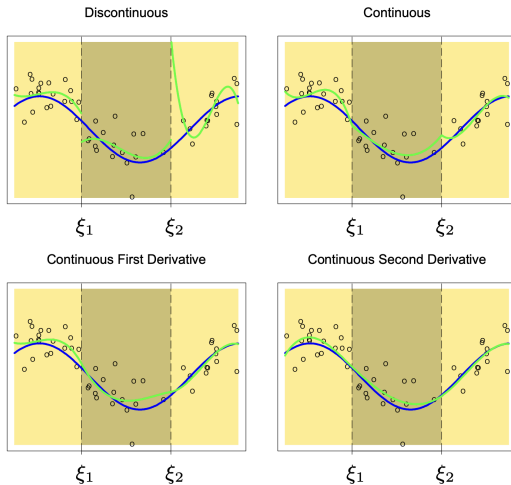 Discontinuous
Continuous
ξ1
ξ2
ξ1
ξ2
Continuous First Derivative
Continuous Second Derivative
ξ1
ξ2
ξ1
ξ2